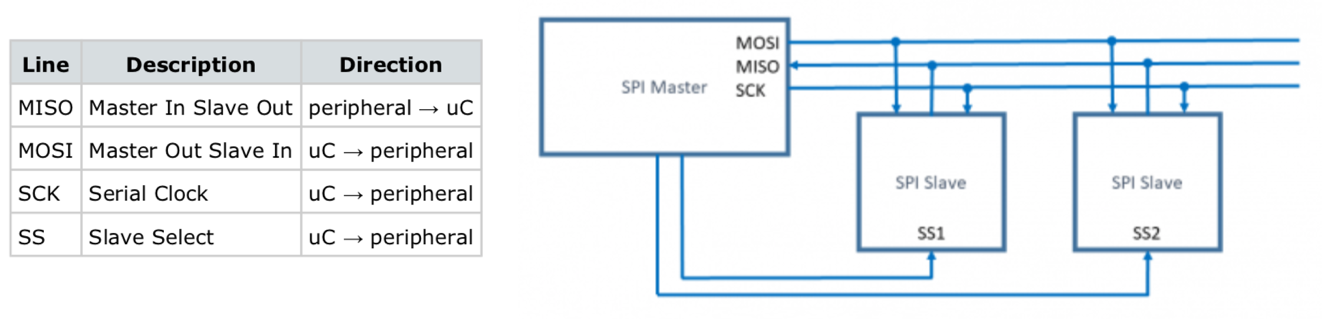 Line Description Direction
MISO Master In Slave Out peripheral → uC
MOSI Master Out Slave In uC → peripheral
SCK Serial Clock uC → peripheral
SS Slave Select uC → peripheral
SPI Master
MOSI
MISO
SCK
SPI Slave
SS1
SPI Slave
SS2